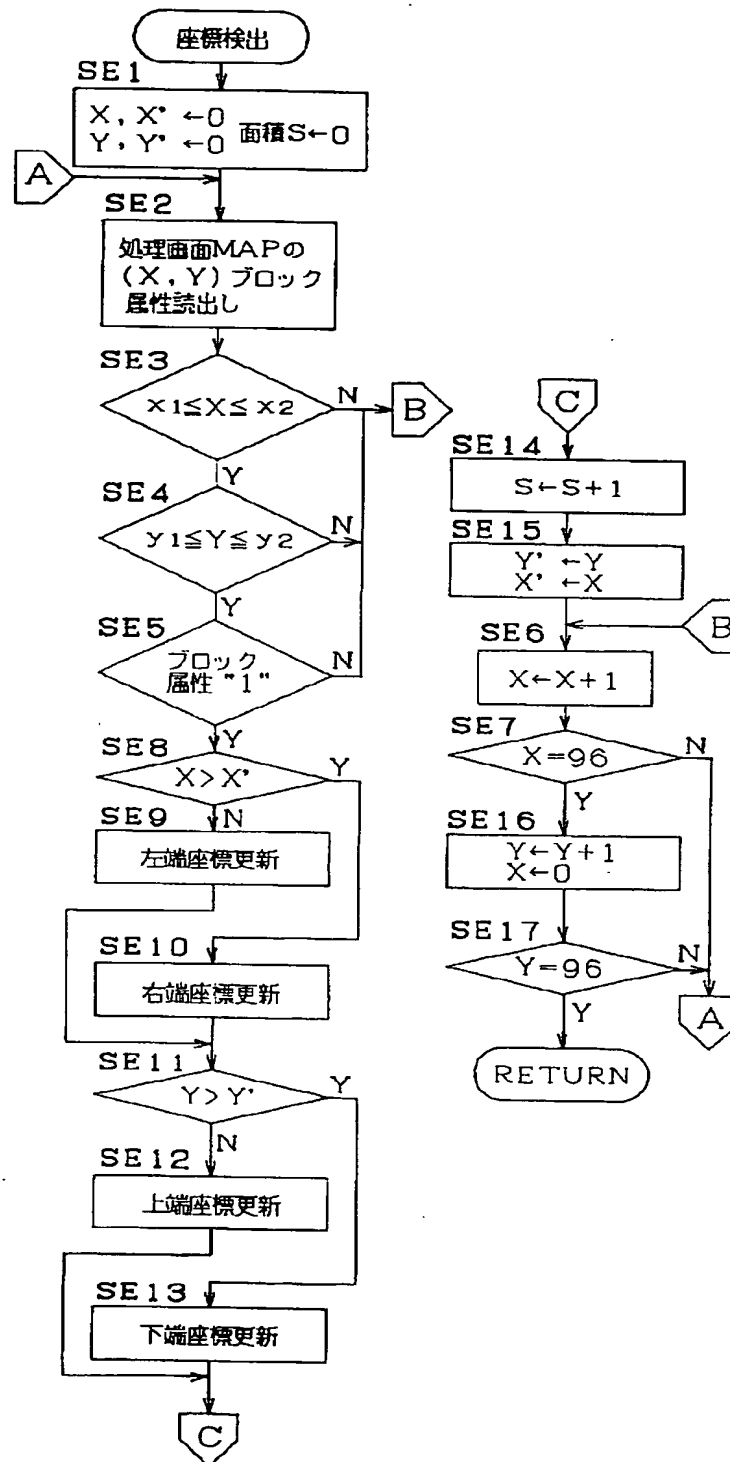 座標検出
SE1
X, X' ←0
Y, Y' ←0
面積S←0
A
SE2
処理画面MAPの
(X, Y) ブロック
属性読出し
SE3
x1≦X≦x2
N
B
Y
SE4
y1≦Y≦y2
N
Y
SE5
ブロック
属性 "1"
N
Y
SE8
X>X'
Y
N
SE9
左端座標更新
SE10
右端座標更新
SE11
Y>Y'
Y
N
SE12
上端座標更新
SE13
下端座標更新
C
C
SE14
S←S+1
SE15
Y' ←Y
X' ←X
B
SE6
X←X+1
SE7
X=96
N
Y
SE16
Y←Y+1
X←0
SE17
Y=96
N
Y
A
RETURN